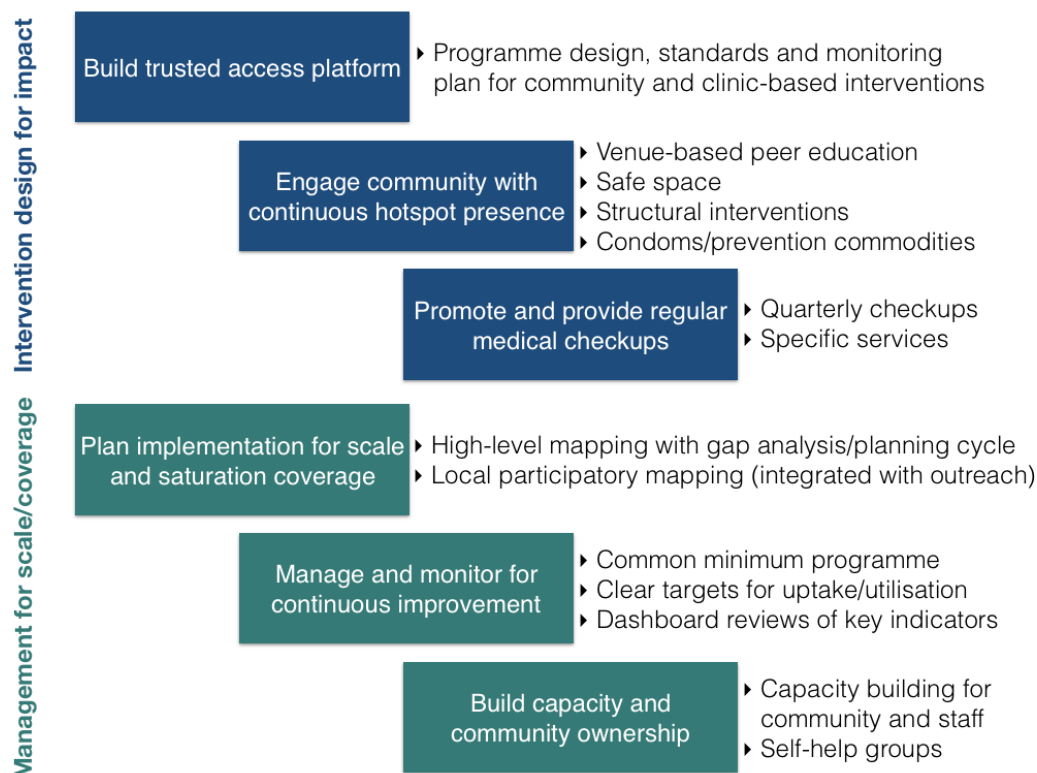 Intervention design for impact
Build trusted access platform
‣ Programme design, standards and monitoring
plan for community and clinic-based interventions
Engage community with
continuous hotspot presence
‣ Venue-based peer education
‣ Safe space
‣ Structural interventions
‣ Condoms/prevention commodities
Promote and provide regular
medical checkups
‣ Quarterly checkups
‣ Specific services
Management for scale/coverage
Plan implementation for scale
and saturation coverage
‣ High-level mapping with gap analysis/planning cycle
‣ Local participatory mapping (integrated with outreach)
Manage and monitor for
continuous improvement
‣ Common minimum programme
‣ Clear targets for uptake/utilisation
‣ Dashboard reviews of key indicators
Build capacity and
community ownership
‣ Capacity building for
community and staff
‣ Self-help groups